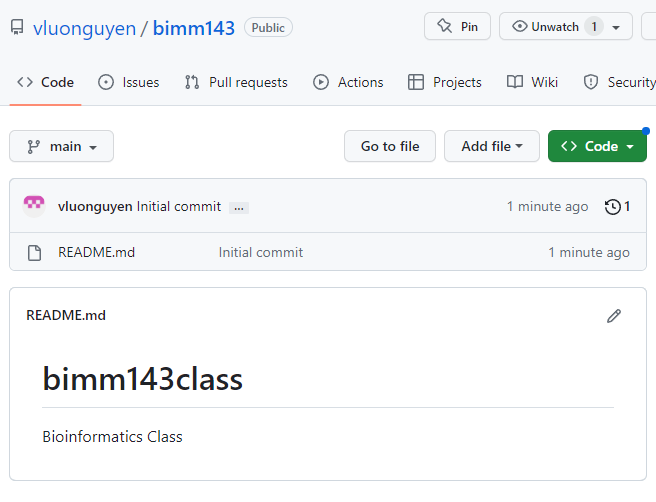 vluonguyen / bimm143 Public Pin Unwatch 1
Code Issues Pull requests Actions Projects Wiki Security
main Go to file Add file Code
vluonguyen Initial commit ... 1 minute ago 1
README.md Initial commit 1 minute ago
README.md
bimm143class
Bioinformatics Class